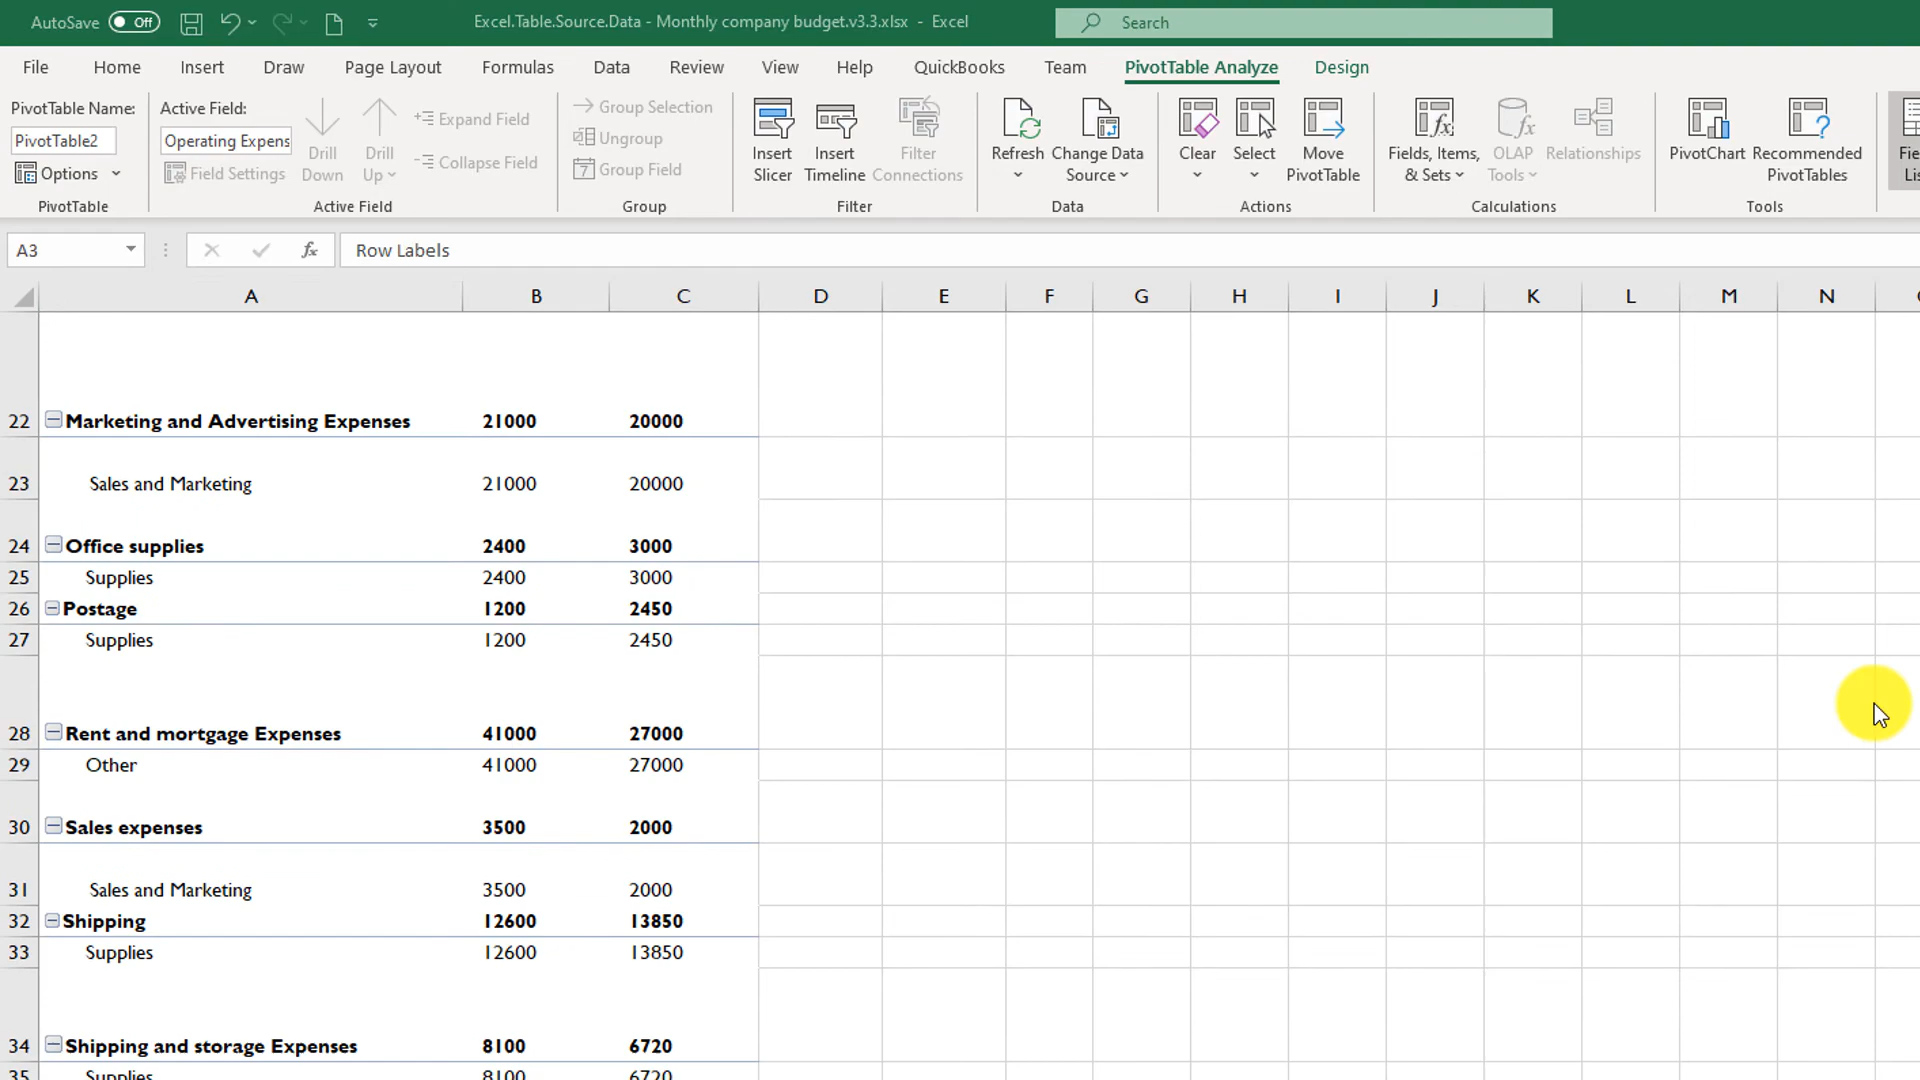 AutoSave Off Excel.Table.Source.Data - Monthly company budget.v3.3.xlsx - Excel Search
File Home Insert Draw Page Layout Formulas Data Review View Help QuickBooks Team PivotTable Analyze Design
PivotTable Name:
PivotTable2
Options
PivotTable
Active Field:
Operating Expens
Field Settings
Drill Down
Drill Up
Expand Field
Collapse Field
Active Field
Group Selection
Ungroup
7 Group Field
Group
Insert Slicer
Insert Timeline
Filter Connections
Filter
Refresh
Change Data Source
Data
Clear
Select
Move PivotTable
Actions
Fields, Items, & Sets
OLAP Tools
Relationships
Calculations
PivotChart
Recommended PivotTables
Tools
A3 fx Row Labels
A B C D E F G H I J K L M N
22 Marketing and Advertising Expenses 21000 20000
23 Sales and Marketing 21000 20000
24 Office supplies 2400 3000
25 Supplies 2400 3000
26 Postage 1200 2450
27 Supplies 1200 2450
28 Rent and mortgage Expenses 41000 27000
29 Other 41000 27000
30 Sales expenses 3500 2000
31 Sales and Marketing 3500 2000
32 Shipping 12600 13850
33 Supplies 12600 13850
34 Shipping and storage Expenses 8100 6720
35 Supplies 8100 6720